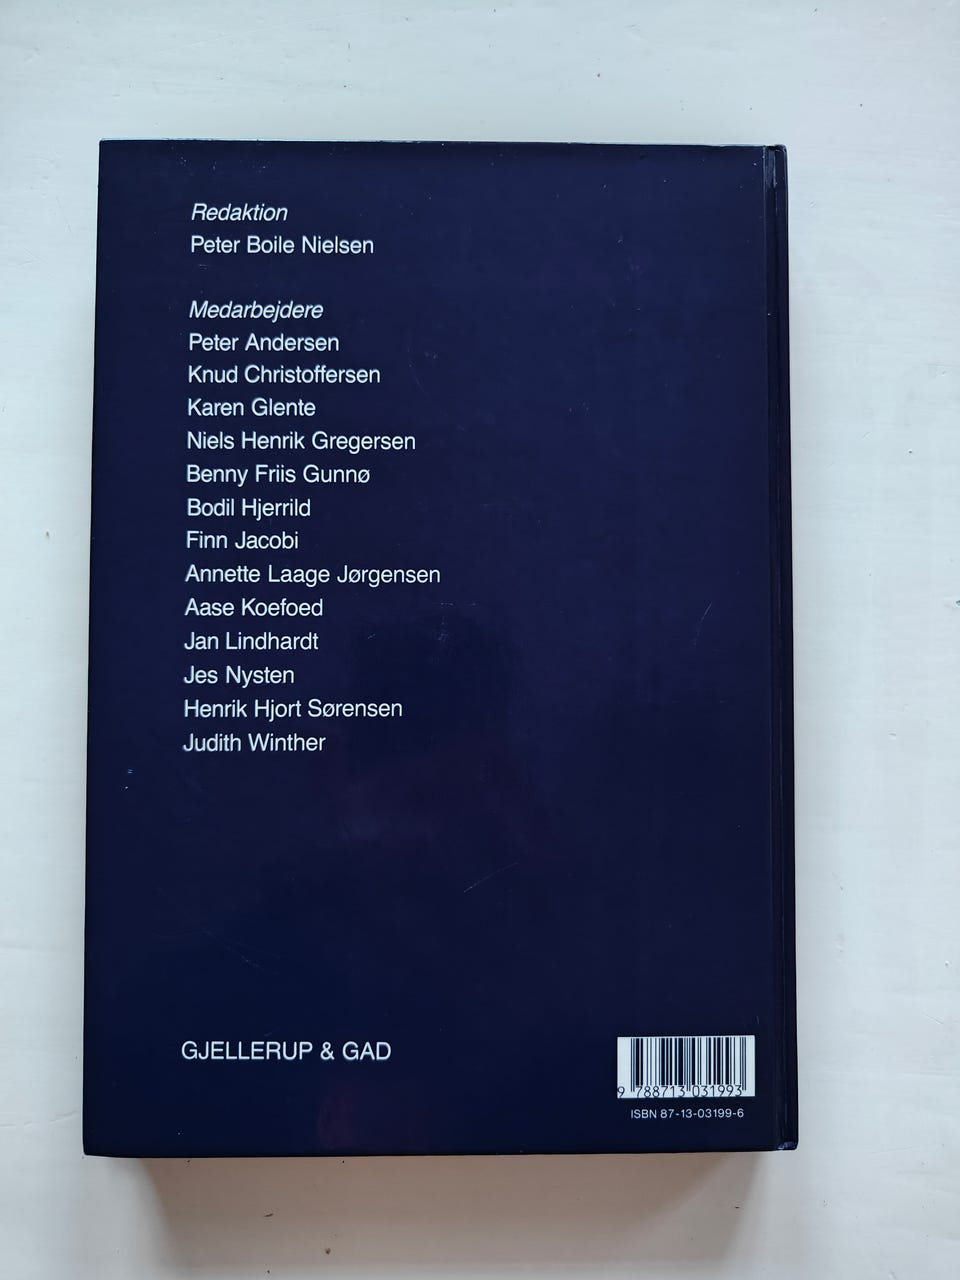 Redaktion
Peter Boile Nielsen
Medarbejdere
Peter Andersen
Knud Christoffersen
Karen Glente
Niels Henrik Gregersen
Benny Friis Gunnø
Bodil Hjerrild
Finn Jacobi
Annette Laage Jørgensen
Aase Koefoed
Jan Lindhardt
Jes Nysten
Henrik Hjort Sørensen
Judith Winther
GJELLERUP & GAD
9 788713 031993
ISBN 87-13-03199-6